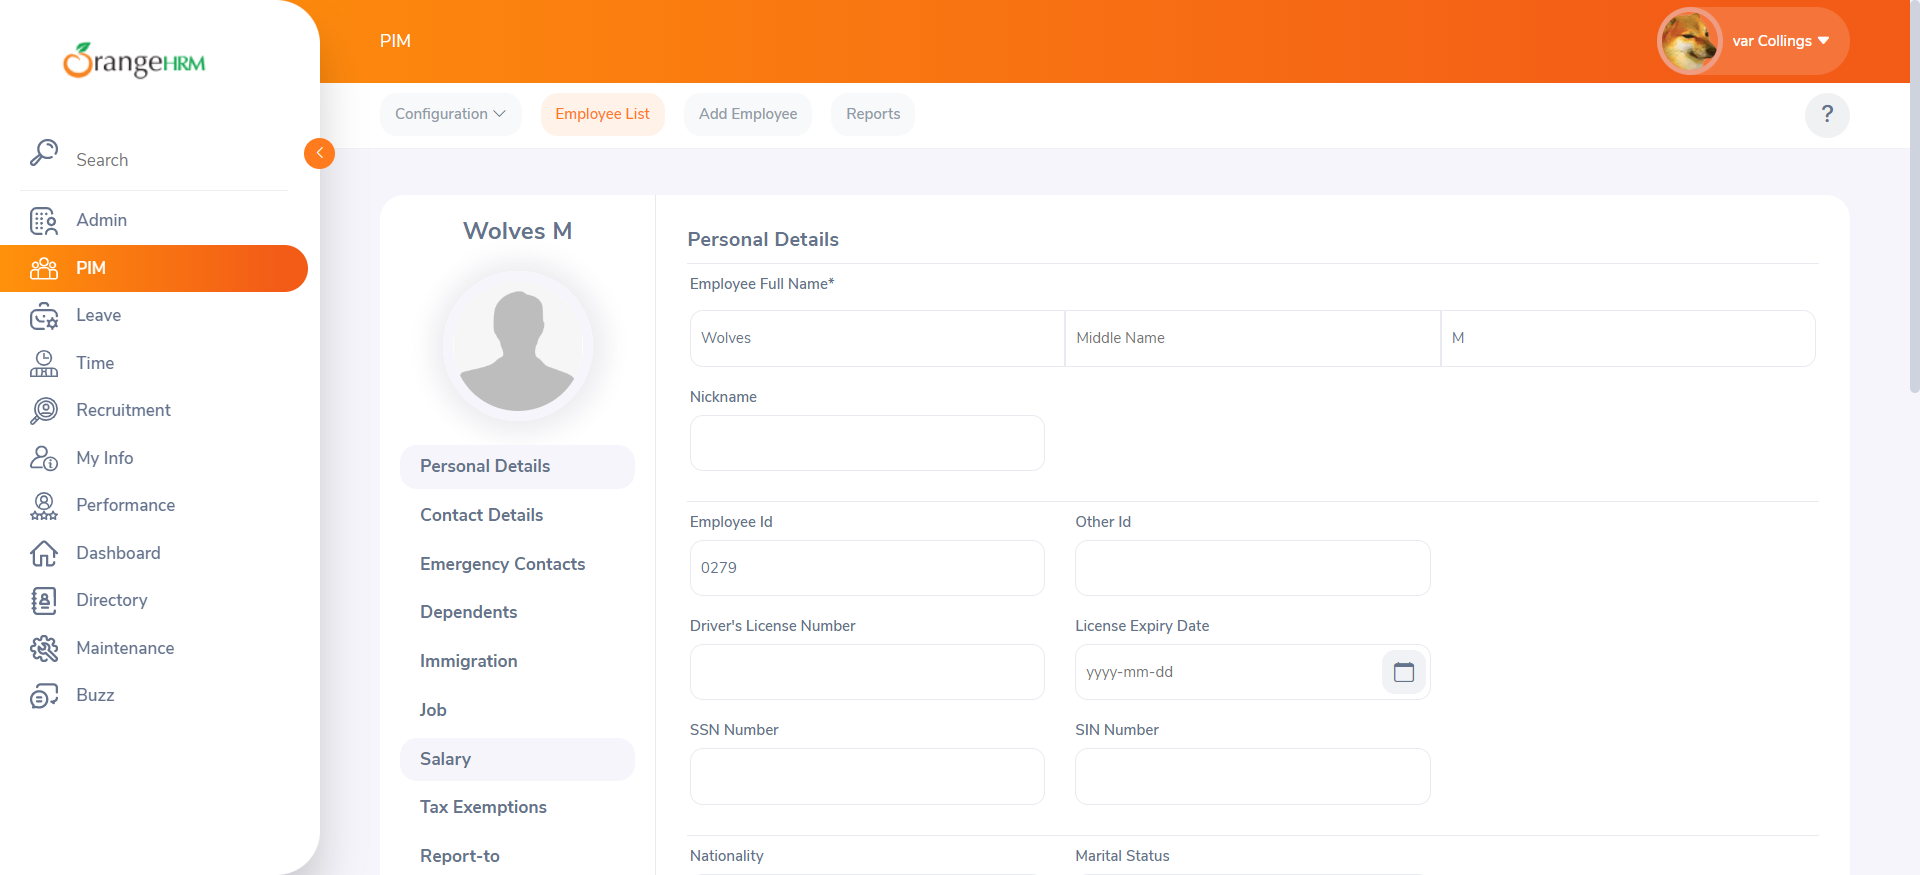 OrangeHRM
Search
Admin
PIM
Leave
Time
Recruitment
My Info
Performance
Dashboard
Directory
Maintenance
Buzz
PIM
var Collings
Configuration
Employee List
Add Employee
Reports
?
Wolves M
Personal Details
Contact Details
Emergency Contacts
Dependents
Immigration
Job
Salary
Tax Exemptions
Report-to
Personal Details
Employee Full Name*
Wolves
Middle Name
M
Nickname
Employee Id
Other Id
0279
Driver's License Number
License Expiry Date
yyyy-mm-dd
SSN Number
SIN Number
Nationality
Marital Status